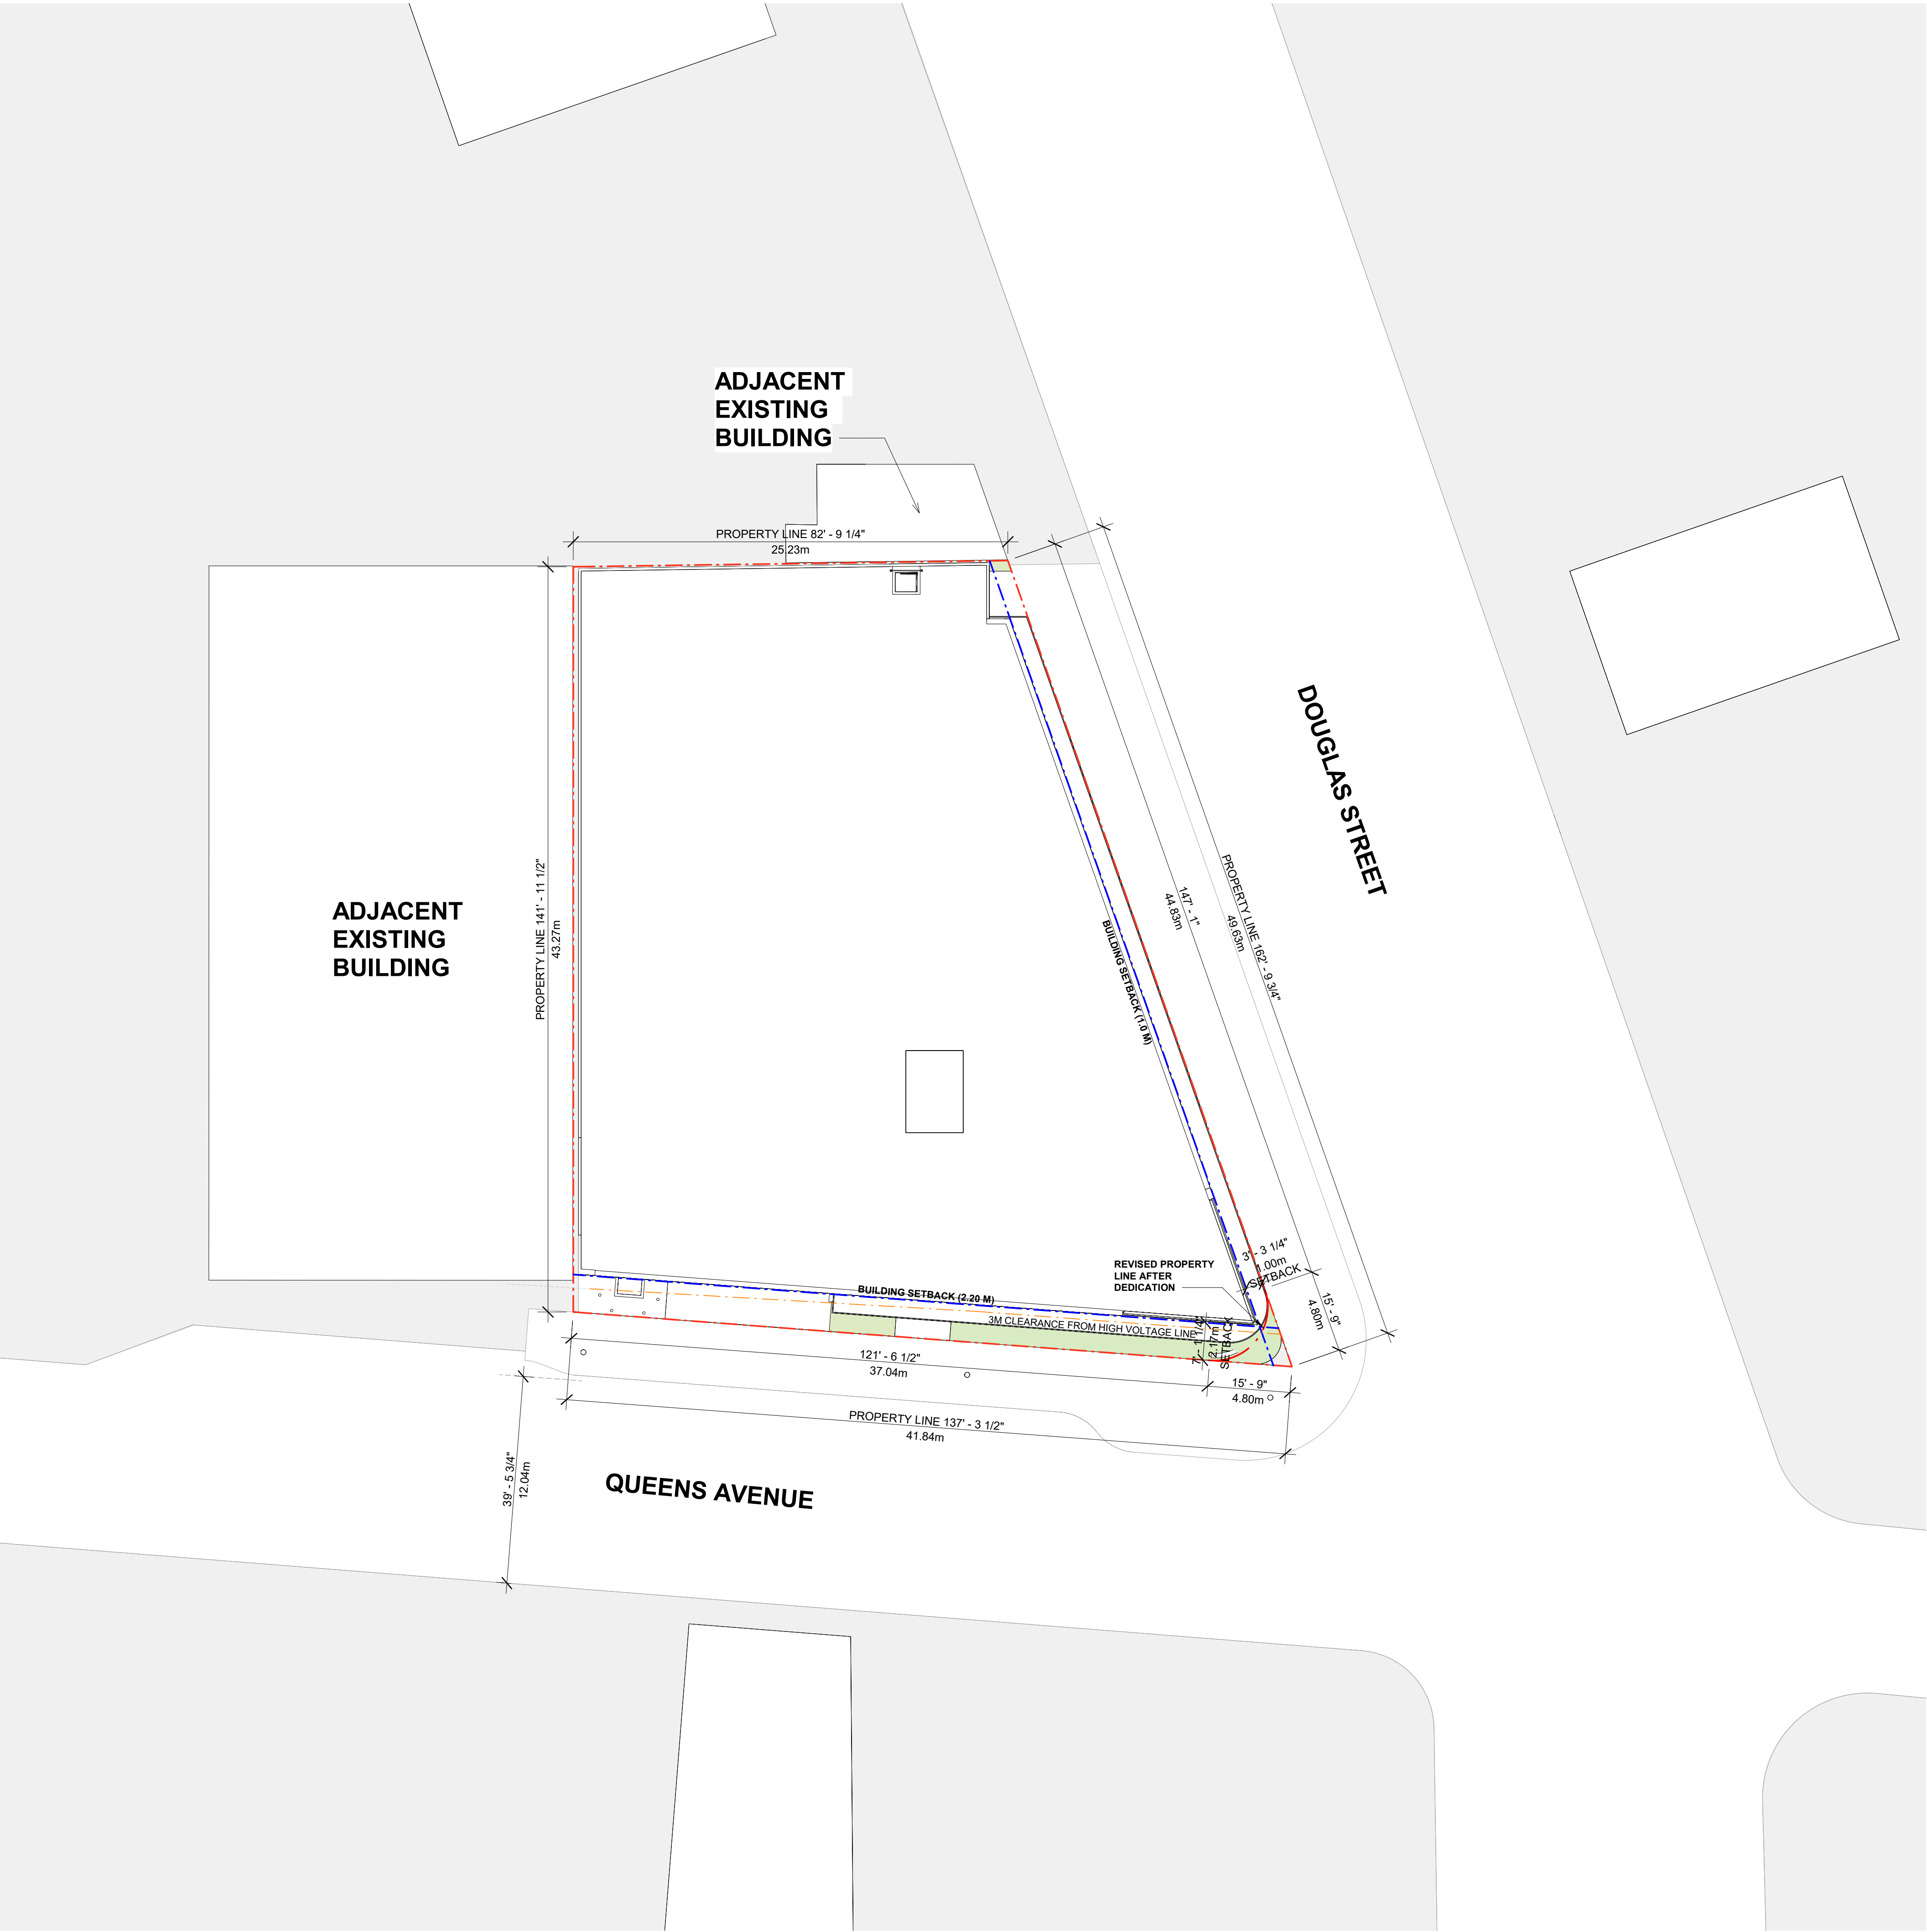 ADJACENT
EXISTING
BUILDING
PROPERTY LINE 82' - 9 1/4"
25.23m
DOUGLAS STREET
PROPERTY LINE 162' - 9 3/4"
49.63m
147' - 1"
44.83m
BUILDING SETBACK (1.0 M)
ADJACENT
EXISTING
BUILDING
PROPERTY LINE 141' - 11 1/2"
43.27m
3' - 3 1/4"
1.00m
SETBACK
REVISED PROPERTY
LINE AFTER
DEDICATION
15' - 9"
4.80m
BUILDING SETBACK (2.20 M)
3M CLEARANCE FROM HIGH VOLTAGE LINE
7' - 1 1/4"
2.17m
SETBACK
121' - 6 1/2"
37.04m
15' - 9"
4.80m
PROPERTY LINE 137' - 3 1/2"
41.84m
39' - 5 3/4"
12.04m
QUEENS AVENUE